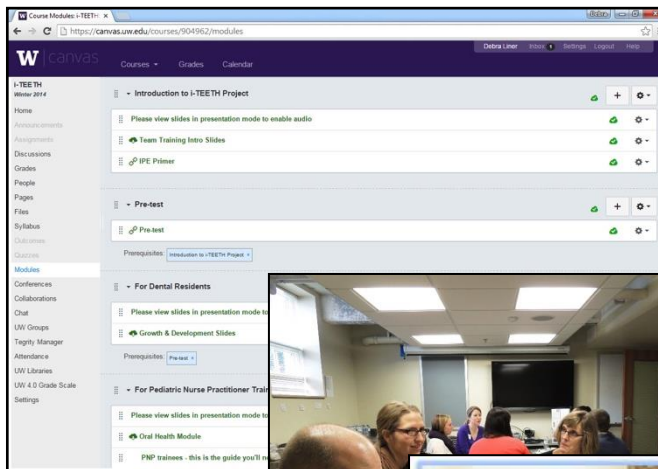 Course Modules: i-TEETH
Debra
https://canvas.uw.edu/courses/904962/modules
W canvas
Courses
Grades
Calendar
Debra Liner
Inbox 1
Settings
Logout
Help
i-TEETH
Winter 2014
Home
Announcements
Assignments
Discussions
Grades
People
Pages
Files
Syllabus
Outcomes
Quizzes
Modules
Conferences
Collaborations
Chat
UW Groups
Tegrity Manager
Attendance
UW Libraries
UW 4.0 Grade Scale
Settings
Introduction to i-TEETH Project
Please view slides in presentation mode to enable audio
Team Training Intro Slides
IPE Primer
Pre-test
Pre-test
Prerequisites: Introduction to i-TEETH Project ×
For Dental Residents
Please view slides in presentation mode to
Growth & Development Slides
Prerequisites: Pre-test ×
For Pediatric Nurse Practitioner Train
Please view slides in presentation mode to
Oral Health Module
PNP trainees - this is the guide you'll ne